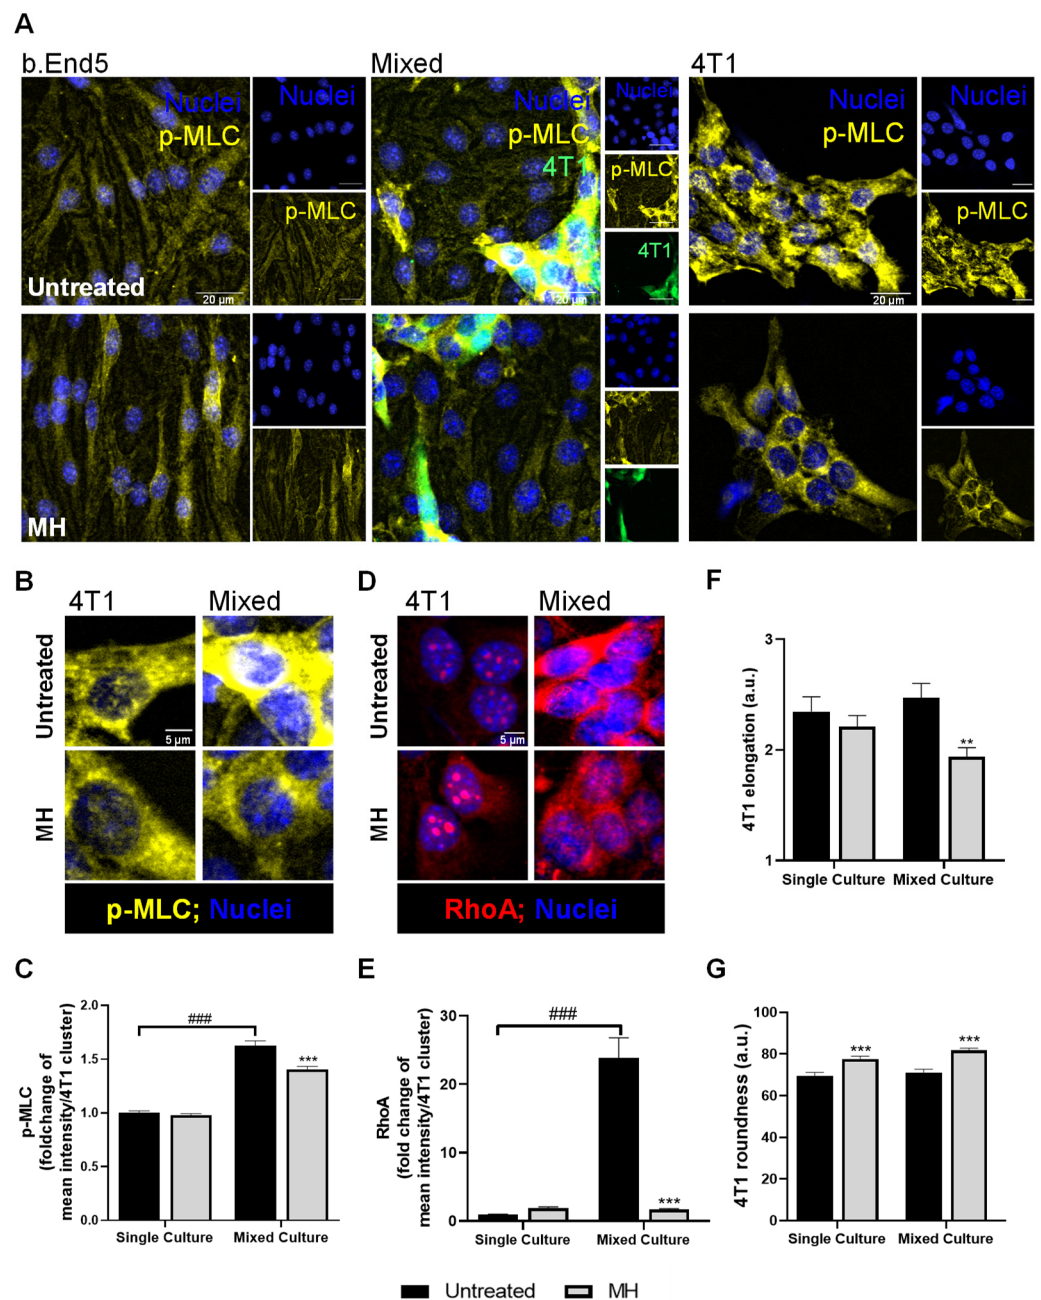 A
b.End5
Mixed
4T1
Nuclei
p-MLC
Nuclei
p-MLC
Untreated
20 µm
Nuclei
p-MLC
4T1
20 µm
Nuclei
p-MLC
4T1
Nuclei
p-MLC
20 µm
Nuclei
p-MLC
MH
B
4T1
Mixed
Untreated
MH
5 µm
p-MLC; Nuclei
D
4T1
Mixed
Untreated
MH
5 µm
RhoA; Nuclei
F
4T1 elongation (a.u.)
3
2
1
**
Single Culture
Mixed Culture
C
p-MLC
(foldchange of
mean intensity/4T1 cluster)
2.0
1.5
1.0
0.5
0.0
###
***
Single Culture
Mixed Culture
E
RhoA
(fold change of
mean intensity/4T1 cluster)
30
20
10
0
###
***
Single Culture
Mixed Culture
G
4T1 roundness (a.u.)
100
80
60
40
20
0
***
***
Single Culture
Mixed Culture
Untreated
MH